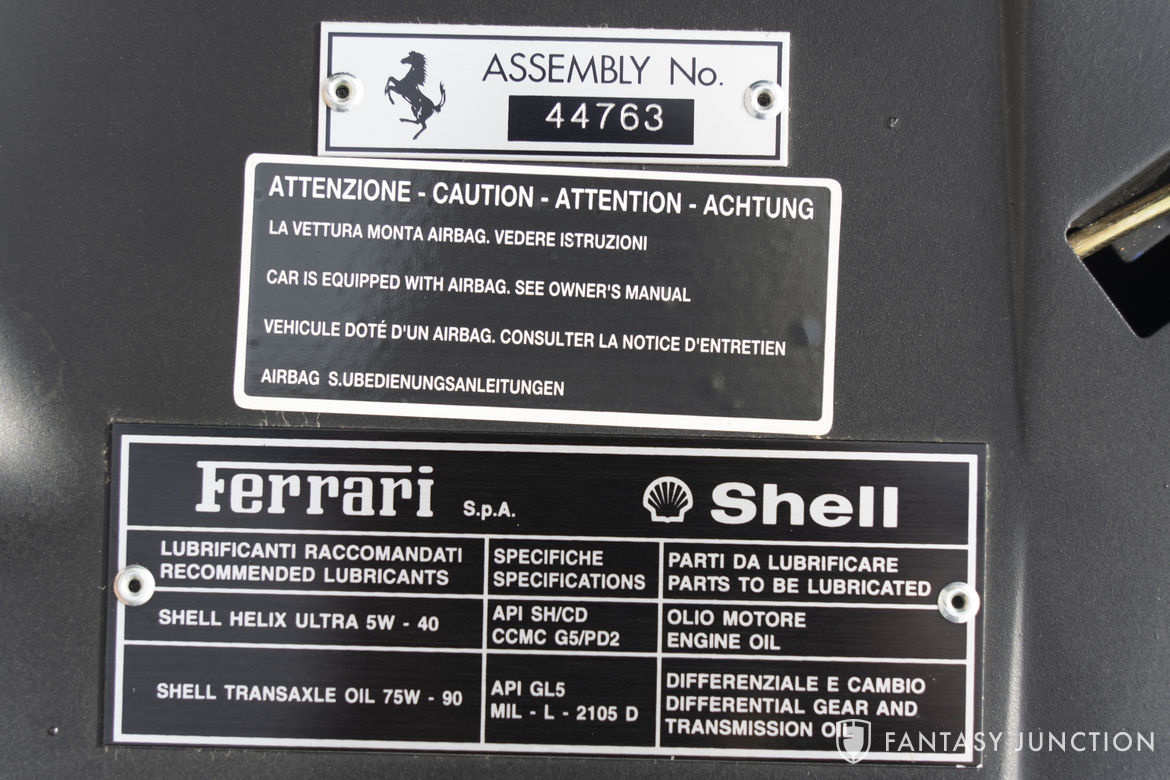 ASSEMBLY No.
44763
ATTENZIONE - CAUTION - ATTENTION - ACHTUNG
LA VETTURA MONTA AIRBAG. VEDERE ISTRUZIONI
CAR IS EQUIPPED WITH AIRBAG. SEE OWNER'S MANUAL
VEHICULE DOTÉ D'UN AIRBAG. CONSULTER LA NOTICE D'ENTRETIEN
AIRBAG S.UBEDIENUNGSANLEITUNGEN
Ferrari S.p.A. Shell
LUBRIFICANTI RACCOMANDATI
RECOMMENDED LUBRICANTS
SPECIFICHE
SPECIFICATIONS
PARTI DA LUBRIFICARE
PARTS TO BE LUBRICATED
SHELL HELIX ULTRA 5W - 40
API SH/CD
CCMC G5/PD2
OLIO MOTORE
ENGINE OIL
SHELL TRANSAXLE OIL 75W - 90
API GL5
MIL - L - 2105 D
DIFFERENZIALE E CAMBIO
DIFFERENTIAL GEAR AND
TRANSMISSION OIL
FANTASY JUNCTION